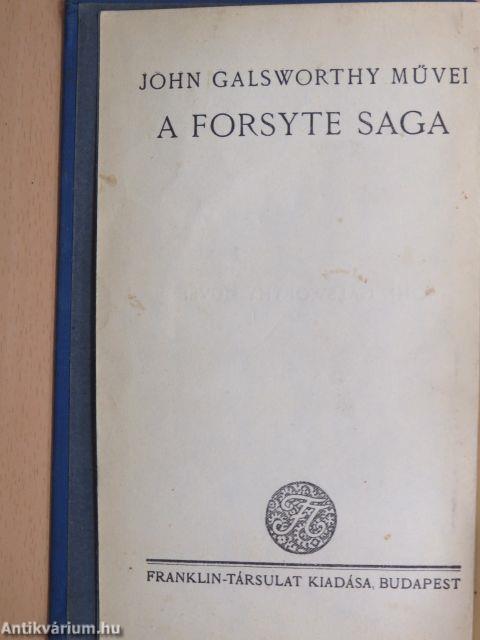 JOHN GALSWORTHY MŰVEI
A FORSYTE SAGA
FRANKLIN-TÁRSULAT KIADÁSA, BUDAPEST
Antikvárium.hu